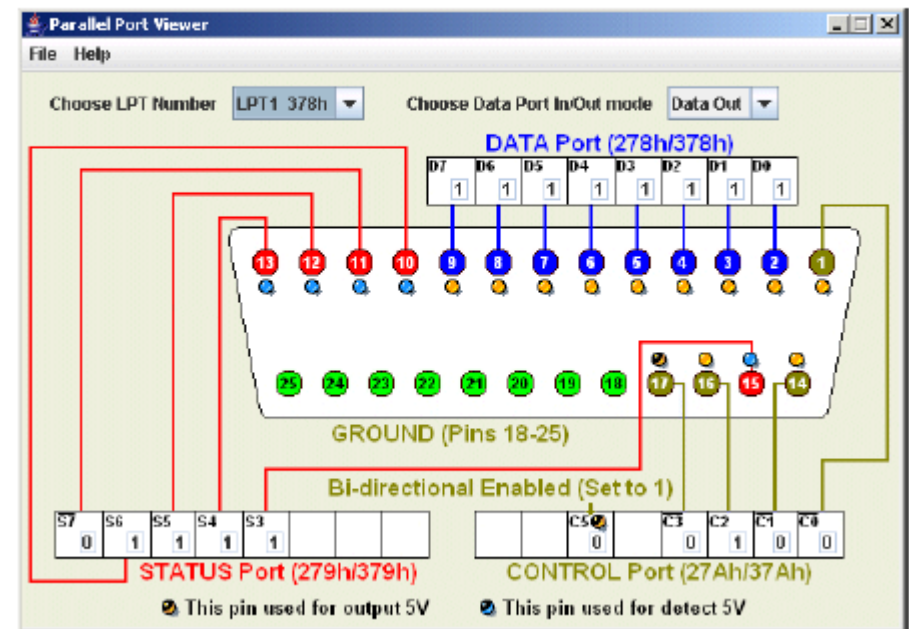 Parallel Port Viewer
File Help
Choose LPT Number LPT1 378h Choose Data Port In/Out mode Data Out
DATA Port (278h/378h)
D7 D6 D5 D4 D3 D2 D1 D0
1 1 1 1 1 1 1 1
13 12 11 10 9 8 7 6 5 4 3 2 1
25 24 23 22 21 20 19 18 17 16 15 14
GROUND (Pins 18-25)
Bi-directional Enabled (Set to 1)
S7 S6 S5 S4 S3 C5 C3 C2 C1 C0
0 1 1 1 1 0 0 1 0 0
STATUS Port (279h/379h) CONTROL Port (27Ah/37Ah)
This pin used for output 5V This pin used for detect 5V